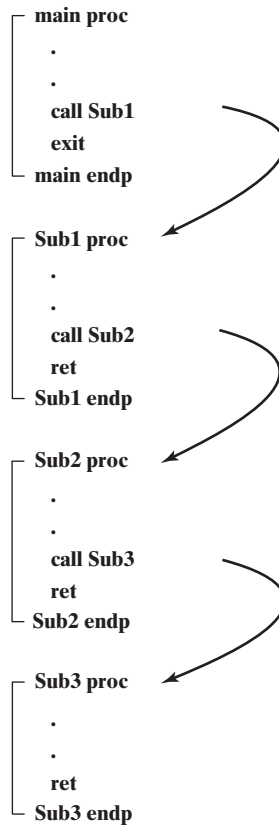 main proc
.
.
call Sub1
exit
main endp
Sub1 proc
.
.
call Sub2
ret
Sub1 endp
Sub2 proc
.
.
call Sub3
ret
Sub2 endp
Sub3 proc
.
.
ret
Sub3 endp